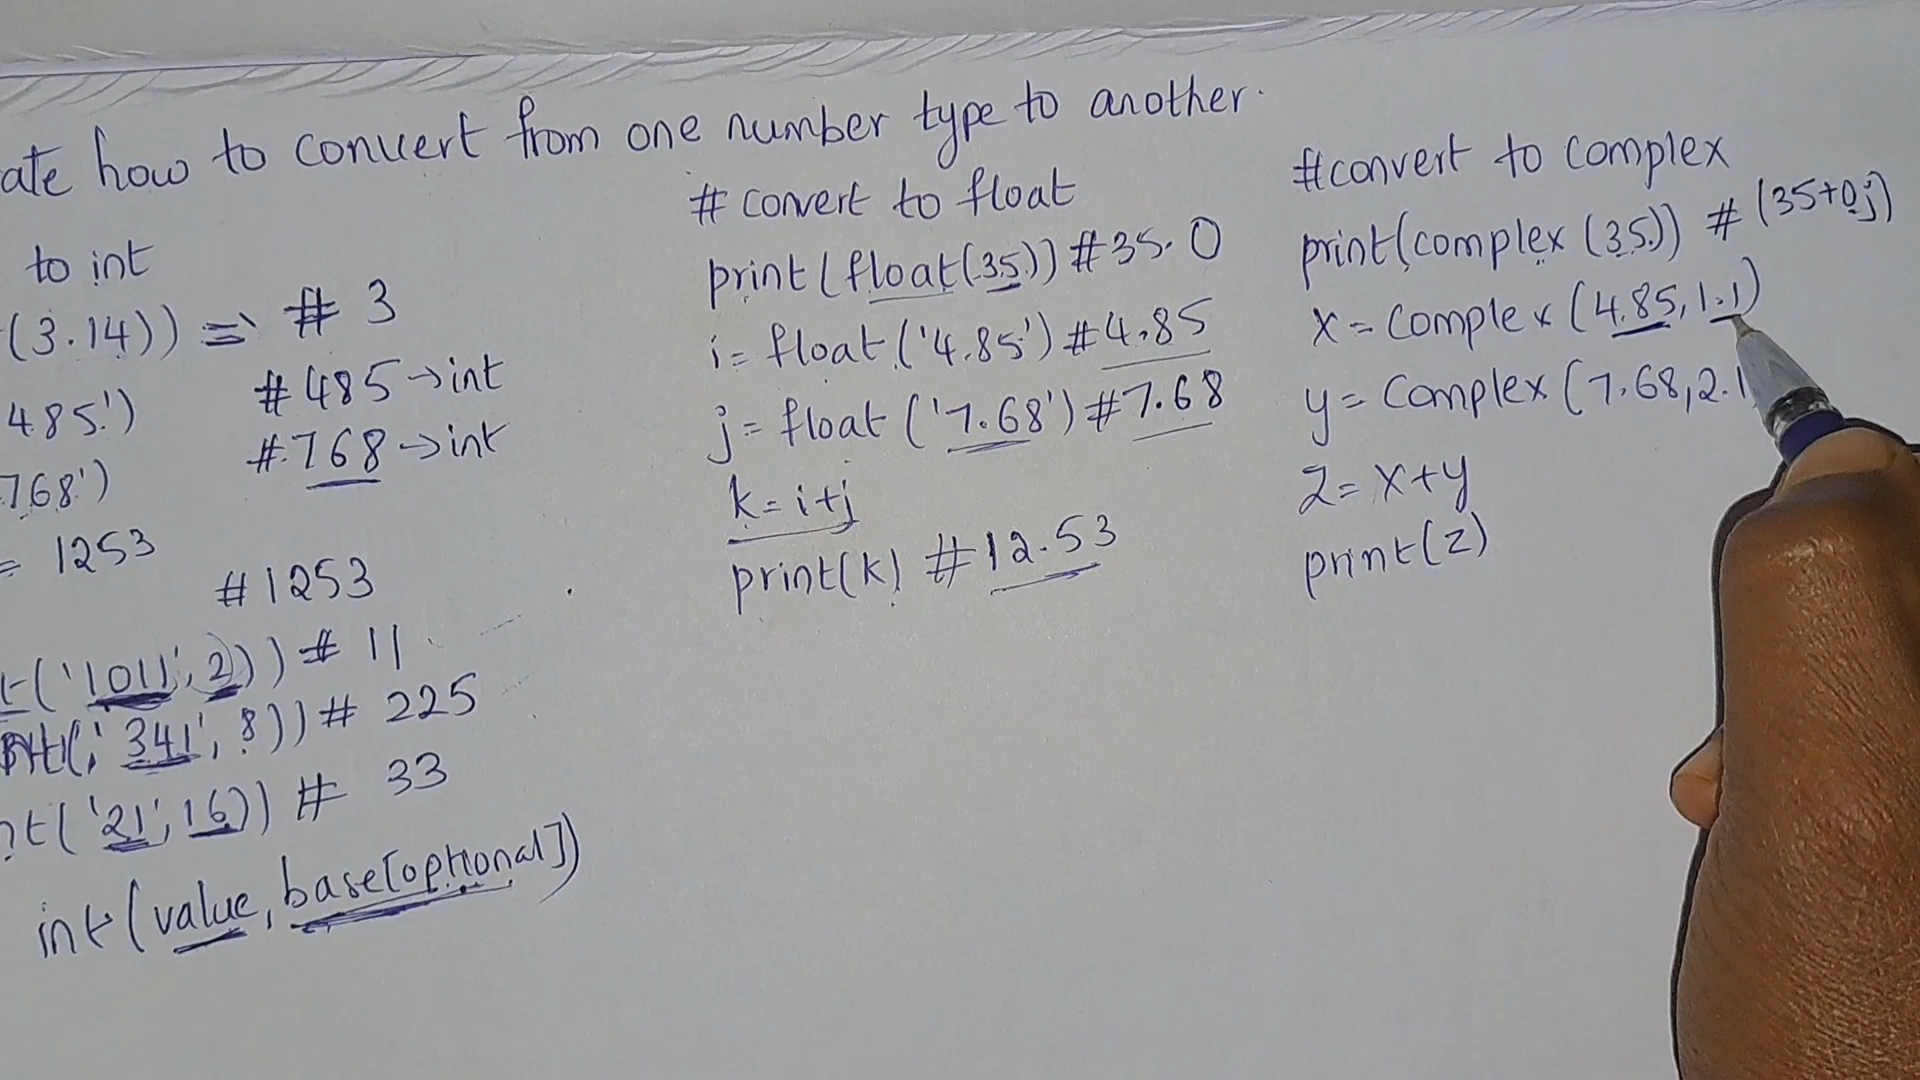 ate how to convert from one number type to another.
to int
(3.14)) => # 3
485') #485→int
768') #768→int
= 1253
#1253
t('1011',2)) # 11
int('341',8)) # 225
nt('21',16)) # 33
int(value, base[optional])
# convert to float
print(float(35)) #35.0
i= float('4.85') #4.85
j= float('7.68') #7.68
k= i+j
print(k) #12.53
#convert to complex
print(complex(35)) # (35+0j)
x= complex(4.85,1.1)
y= complex(7.68,2.1
z= x+y
print(z)